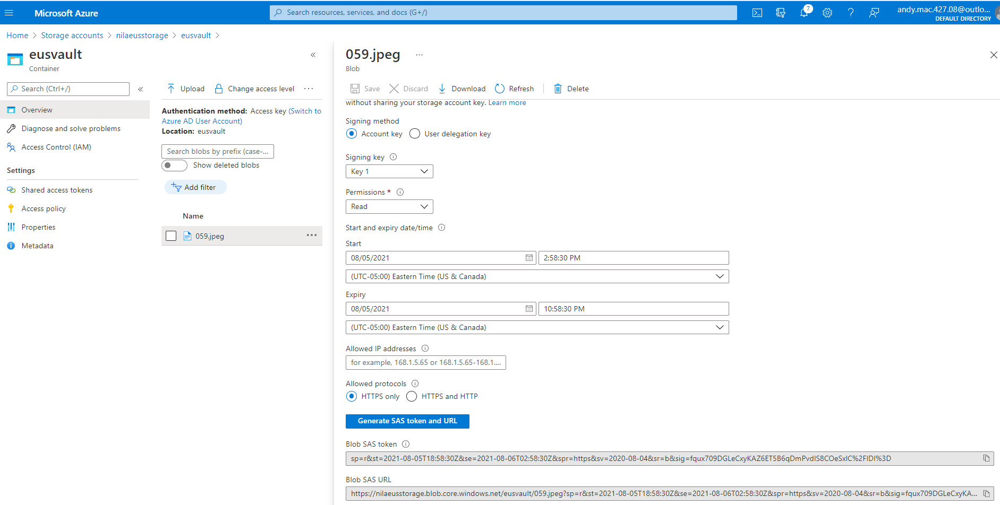 Microsoft Azure
Search resources, services, and docs (G+/)
7
andy.mac.427.08@outlo...
DEFAULT DIRECTORY
Home > Storage accounts > nilaeusstorage > eusvault >
eusvault
Container
Search (Ctrl+/)
Overview
Diagnose and solve problems
Access Control (IAM)
Settings
Shared access tokens
Access policy
Properties
Metadata
Upload
Change access level
Authentication method: Access key (Switch to
Azure AD User Account)
Location: eusvault
Search blobs by prefix (case-...
Show deleted blobs
Add filter
Name
059.jpeg
059.jpeg
Blob
Save
Discard
Download
Refresh
Delete
without sharing your storage account key. Learn more
Signing method
Account key
User delegation key
Signing key
Key 1
Permissions *
Read
Start and expiry date/time
Start
08/05/2021
2:58:30 PM
(UTC-05:00) Eastern Time (US & Canada)
Expiry
08/05/2021
10:58:30 PM
(UTC-05:00) Eastern Time (US & Canada)
Allowed IP addresses
for example, 168.1.5.65 or 168.1.5.65-168.1....
Allowed protocols
HTTPS only
HTTPS and HTTP
Generate SAS token and URL
Blob SAS token
sp=r&st=2021-08-05T18:58:30Z&se=2021-08-06T02:58:30Z&spr=https&sv=2020-08-04&sr=b&sig=fqux709DGLeCxyKAZ6ET5B6qDmPvdIS8COeSxIC%2FIDI%3D
Blob SAS URL
https://nilaeusstorage.blob.core.windows.net/eusvault/059.jpeg?sp=r&st=2021-08-05T18:58:30Z&se=2021-08-06T02:58:30Z&spr=https&sv=2020-08-04&sr=b&sig=fqux709DGLeCxyKA...